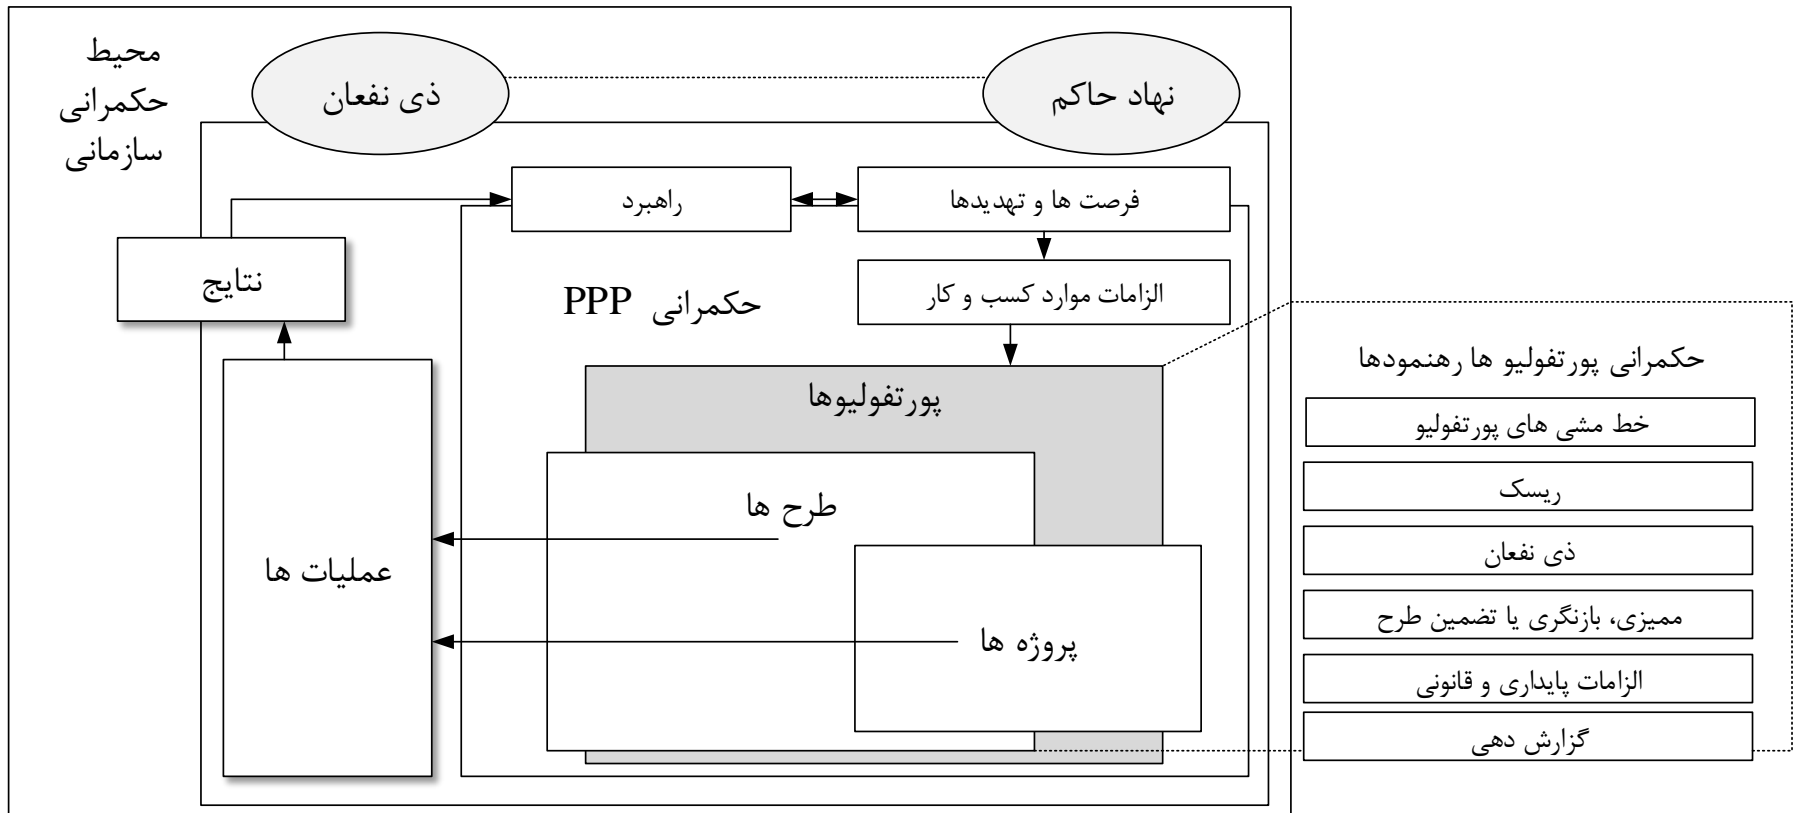 محیط
حکمرانی
سازمانی
نهاد حاکم
ذی نفعان
فرصت ها و تهدیدها
راهبرد
نتایج
الزامات موارد کسب و کار
حکمرانی PPP
پورتفولیوها
طرح ها
پروژه ها
عملیات ها
حکمرانی پورتفولیو ها رهنمودها
خط مشی های پورتفولیو
ریسک
ذی نفعان
ممیزی، بازنگری یا تضمین طرح
الزامات پایداری و قانونی
گزارش دهی